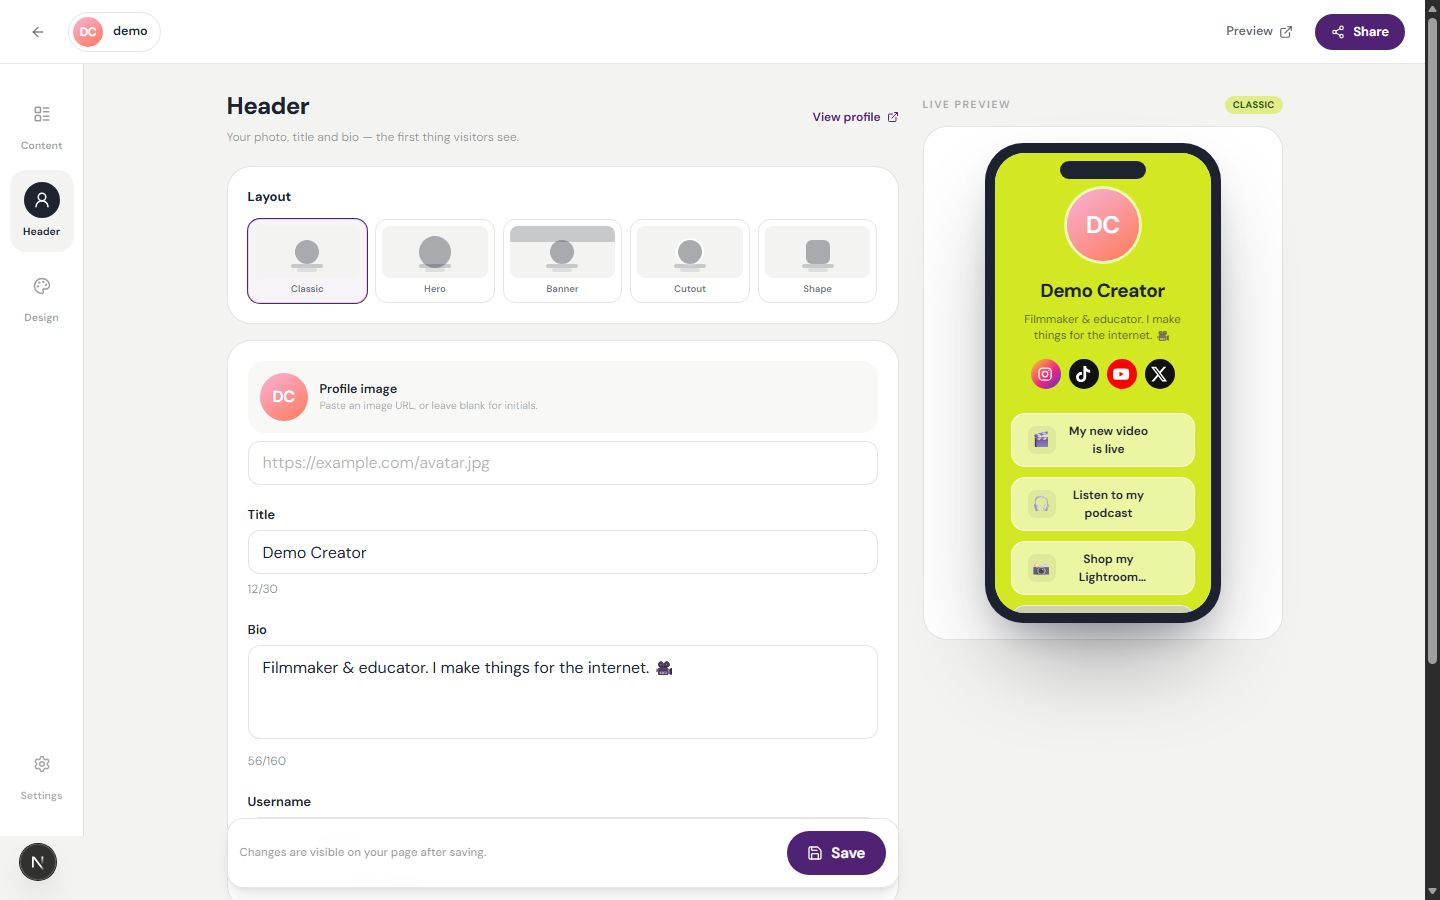 DC demo
Preview
Share
Content
Header
Design
Settings
N
Header
Your photo, title and bio — the first thing visitors see.
View profile
Layout
Classic
Hero
Banner
Cutout
Shape
DC
Profile image
Paste an image URL, or leave blank for initials.
https://example.com/avatar.jpg
Title
Demo Creator
12/30
Bio
Filmmaker & educator. I make things for the internet. 🎥
56/160
Username
Changes are visible on your page after saving.
Save
LIVE PREVIEW
CLASSIC
DC
Demo Creator
Filmmaker & educator. I make
things for the internet. 🎥
My new video
is live
Listen to my
podcast
Shop my
Lightroom...